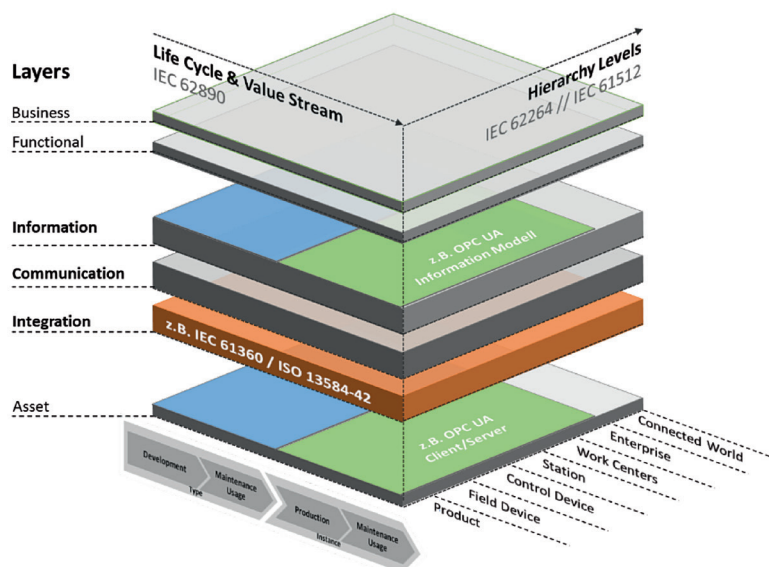 Life Cycle & Value Stream
IEC 62890
Hierarchy Levels
IEC 62264 // IEC 61512
Layers
Business
Functional
Information
Communication
Integration
Asset
z.B. OPC UA
Information Modell
z.B. IEC 61360 / ISO 13584-42
z.B. OPC UA
Client/Server
Development
Maintenance
Usage
Type
Production
Maintenance
Usage
Instance
Connected World
Enterprise
Work Centers
Station
Control Device
Field Device
Product